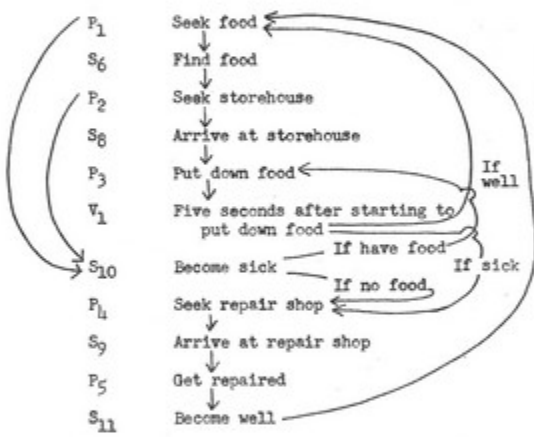 P1 Seek food
S6 Find food
P2 Seek storehouse
S8 Arrive at storehouse
P3 Put down food
If well
V1 Five seconds after starting to
put down food
If have food
S10 Become sick
If sick
If no food
P4 Seek repair shop
S9 Arrive at repair shop
P5 Get repaired
S11 Become well